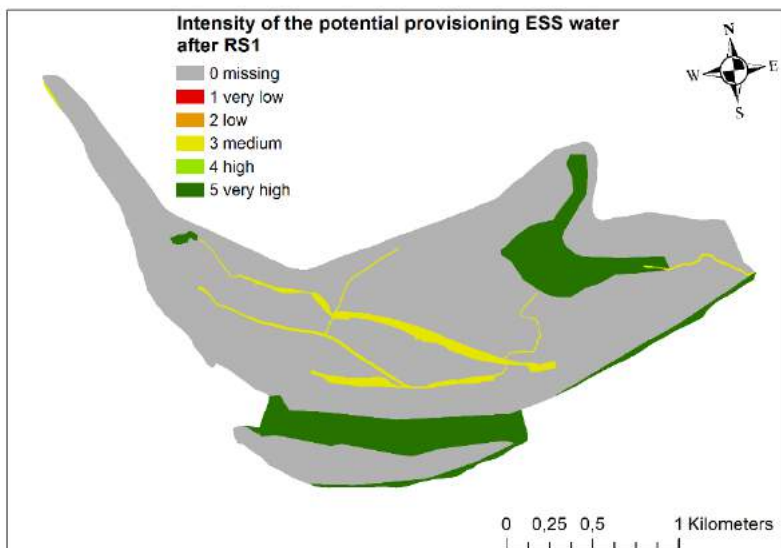 Intensity of the potential provisioning ESS water
after RS1
0 missing
1 very low
2 low
3 medium
4 high
5 very high
N
W E
S
0 0,25 0,5 1 Kilometers